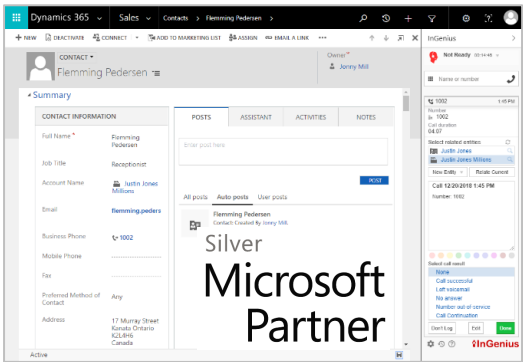 Dynamics 365
Sales
Contacts > Flemming Pedersen >
InGenius
+ NEW
DEACTIVATE
CONNECT
ADD TO MARKETING LIST
ASSIGN
EMAIL A LINK
...
Not Ready
Name or number
CONTACT
Flemming Pedersen
Owner*
Jonny Mill
Summary
CONTACT INFORMATION
Full Name *
Flemming
Pedersen
Job Title
Receptionist
Account Name
Justin Jones
Millions
Email
flemming.peders
Business Phone
1002
Mobile Phone
Fax
Preferred Method of
Contact
Any
Address
17 Murray Street
Kanata Ontario
K2L4H6
Canada
Active
POSTS
ASSISTANT
ACTIVITIES
NOTES
Enter post here
POST
All posts
Auto posts
User posts
Flemming Pedersen
Contact: Created By Jonny Mill.
Silver
Microsoft
Partner
1002
1:45 PM
Number
1002
Call duration
04:07
Select related entities
Justin Jones
Justin Jones Millions
New Entity
Relate Current
Call 12/20/2018 1:45 PM
Number: 1002
Select call result
None
Call successful
Left voicemail
No answer
Number out of service
Call Continuation
Don't Log
Edit
Done
InGenius